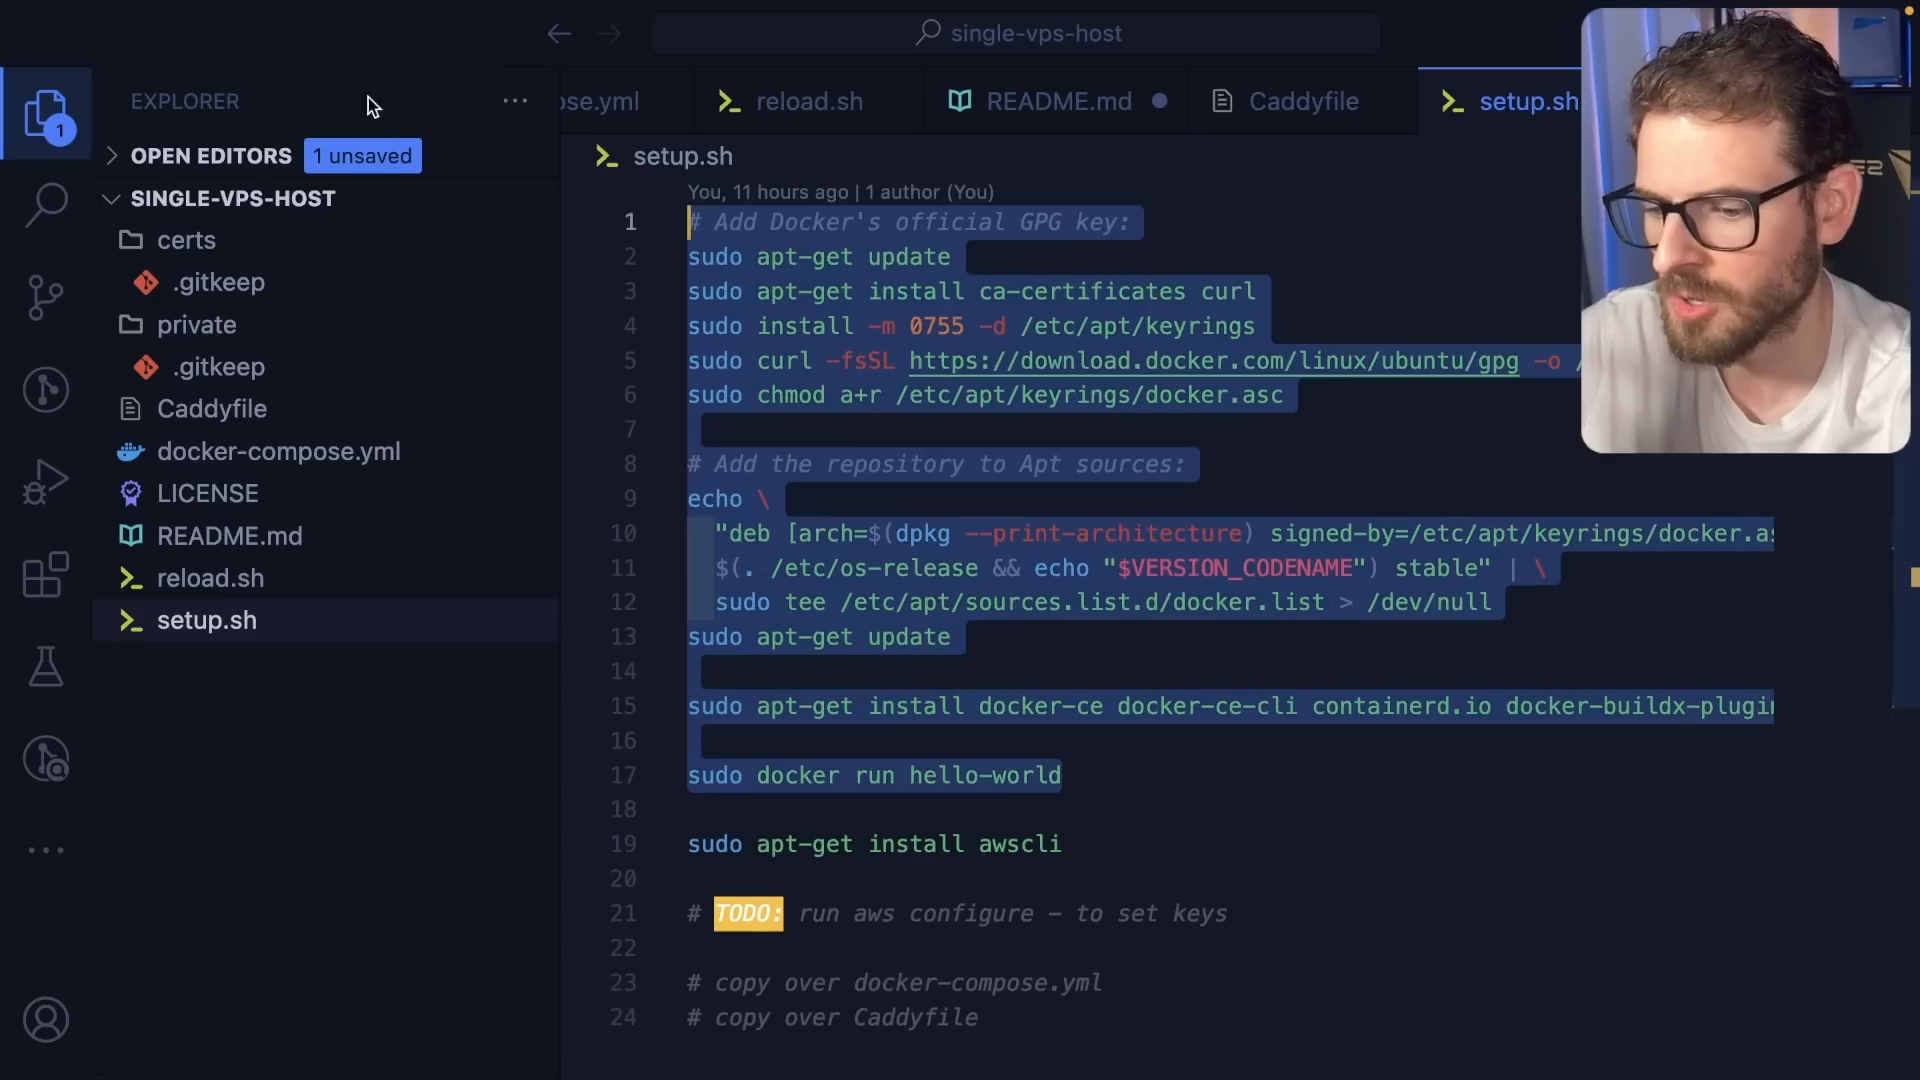 single-vps-host
EXPLORER
ose.yml
reload.sh
README.md
Caddyfile
setup.sh
1
OPEN EDITORS
1 unsaved
SINGLE-VPS-HOST
certs
.gitkeep
private
.gitkeep
Caddyfile
docker-compose.yml
LICENSE
README.md
reload.sh
setup.sh
setup.sh
You, 11 hours ago | 1 author (You)
1 # Add Docker's official GPG key:
2 sudo apt-get update
3 sudo apt-get install ca-certificates curl
4 sudo install -m 0755 -d /etc/apt/keyrings
5 sudo curl -fsSL https://download.docker.com/linux/ubuntu/gpg -o /
6 sudo chmod a+r /etc/apt/keyrings/docker.asc
7
8 # Add the repository to Apt sources:
9 echo \
10 "deb [arch=$(dpkg --print-architecture) signed-by=/etc/apt/keyrings/docker.as
11 $(. /etc/os-release && echo "$VERSION_CODENAME") stable" | \
12 sudo tee /etc/apt/sources.list.d/docker.list > /dev/null
13 sudo apt-get update
14
15 sudo apt-get install docker-ce docker-ce-cli containerd.io docker-buildx-plugin
16
17 sudo docker run hello-world
18
19 sudo apt-get install awscli
20
21 # TODO: run aws configure - to set keys
22
23 # copy over docker-compose.yml
24 # copy over Caddyfile